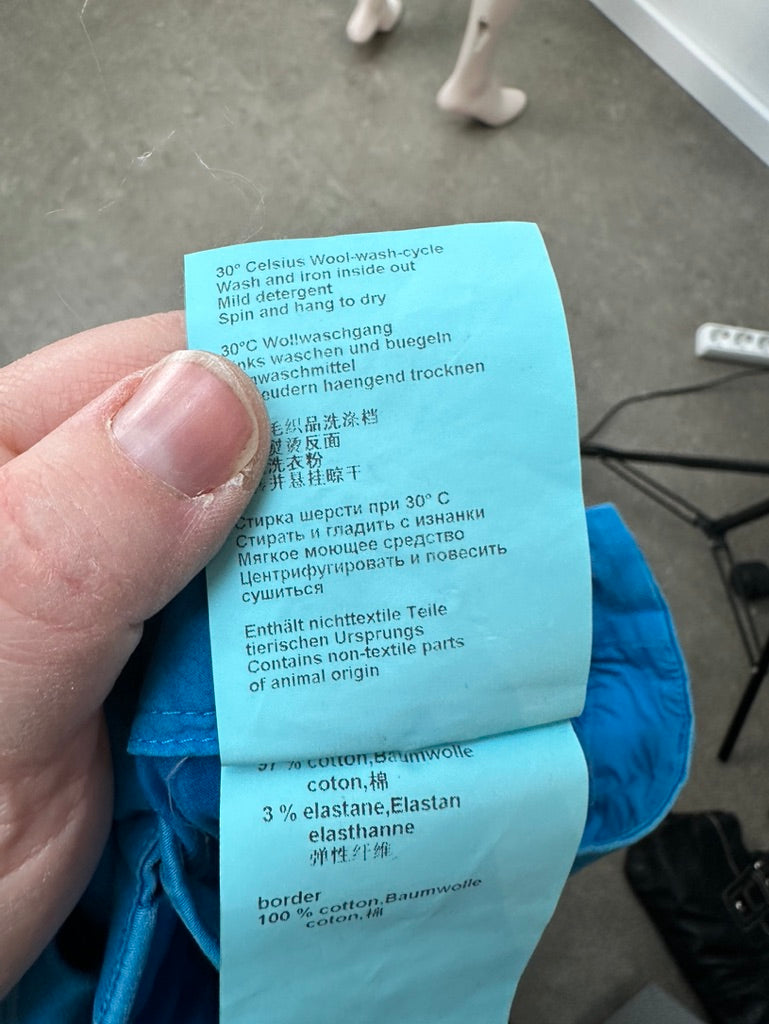 30° Celsius Wool-wash-cycle
Wash and iron inside out
Mild detergent
Spin and hang to dry
30°C Wollwaschgang
waschen und buegeln
haengend trocknen
毛织品洗涤档
熨烫反面
洗衣粉
并悬挂晾干
Стирка шерсти при 30° C
Стирать и гладить с изнанки
Мягкое моющее средство
Центрифугировать и повесить
сушиться
Enthält nichttextile Teile
tierischen Ursprungs
Contains non-textile parts
of animal origin
97 % cotton,Baumwolle
coton,棉
3 % elastane,Elastan
elasthanne
弹性纤维
border
100 % cotton,Baumwolle
coton,棉